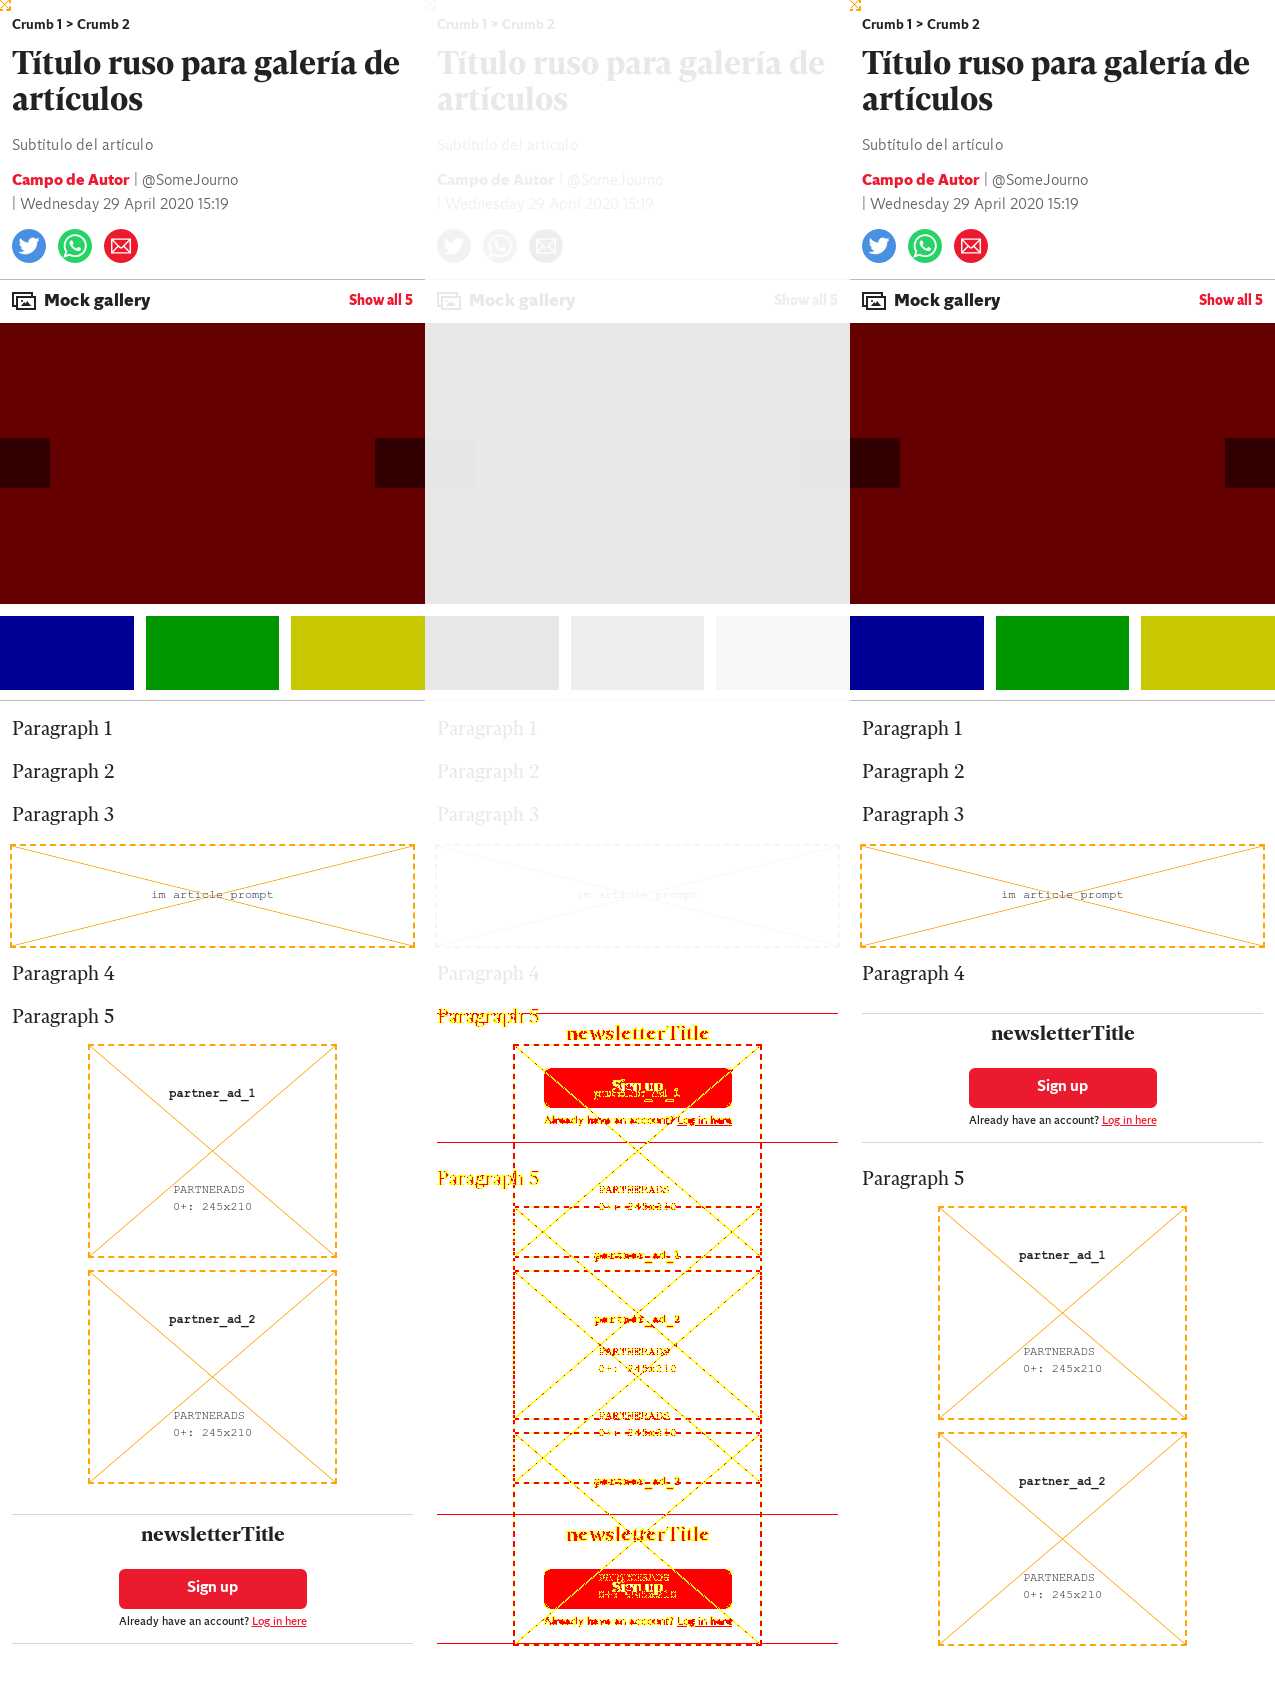 Crumb 1 > Crumb 2
Título ruso para galería de
artículos
Subtítulo del artículo
Campo de Autor | @SomeJourno
| Wednesday 29 April 2020 15:19
Mock gallery
Show all 5
Paragraph 1
Paragraph 2
Paragraph 3
im article prompt
Paragraph 4
Paragraph 5
partner_ad_1
PARTNERADS
0+: 245x210
partner_ad_2
PARTNERADS
0+: 245x210
newsletterTitle
Sign up
Already have an account? Log in here
Crumb 1 > Crumb 2
Título ruso para galería de
artículos
Subtítulo del artículo
Campo de Autor | @SomeJourno
| Wednesday 29 April 2020 15:19
Mock gallery
Show all 5
Paragraph 1
Paragraph 2
Paragraph 3
im article prompt
Paragraph 4
Paragraph 5
newsletterTitle
Sign up
partner_ad_1
Already have an account? Log in here
Paragraph 5
PARTNERADS
0+: 245x210
partner_ad_1
partner_ad_2
PARTNERADS
0+: 245x210
PARTNERADS
0+: 245x210
partner_ad_2
newsletterTitle
PARTNERADS
Sign up
0+: 245x210
Already have an account? Log in here
Crumb 1 > Crumb 2
Título ruso para galería de
artículos
Subtítulo del artículo
Campo de Autor | @SomeJourno
| Wednesday 29 April 2020 15:19
Mock gallery
Show all 5
Paragraph 1
Paragraph 2
Paragraph 3
im article prompt
Paragraph 4
newsletterTitle
Sign up
Already have an account? Log in here
Paragraph 5
partner_ad_1
PARTNERADS
0+: 245x210
partner_ad_2
PARTNERADS
0+: 245x210